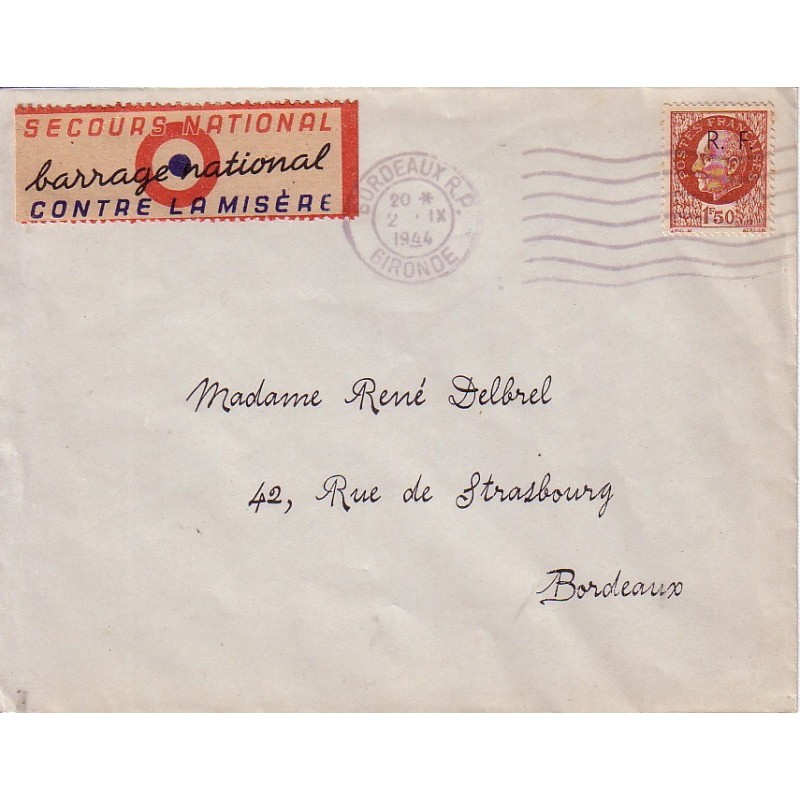 SECOURS NATIONAL
barrage national
CONTRE LA MISÈRE
BORDEAUX R.P.
20 *
2 · IX
1944
GIRONDE
POSTES FRANÇAISES
R. F.
1F50
Madame René Delbrel
42, Rue de Strasbourg
Bordeaux